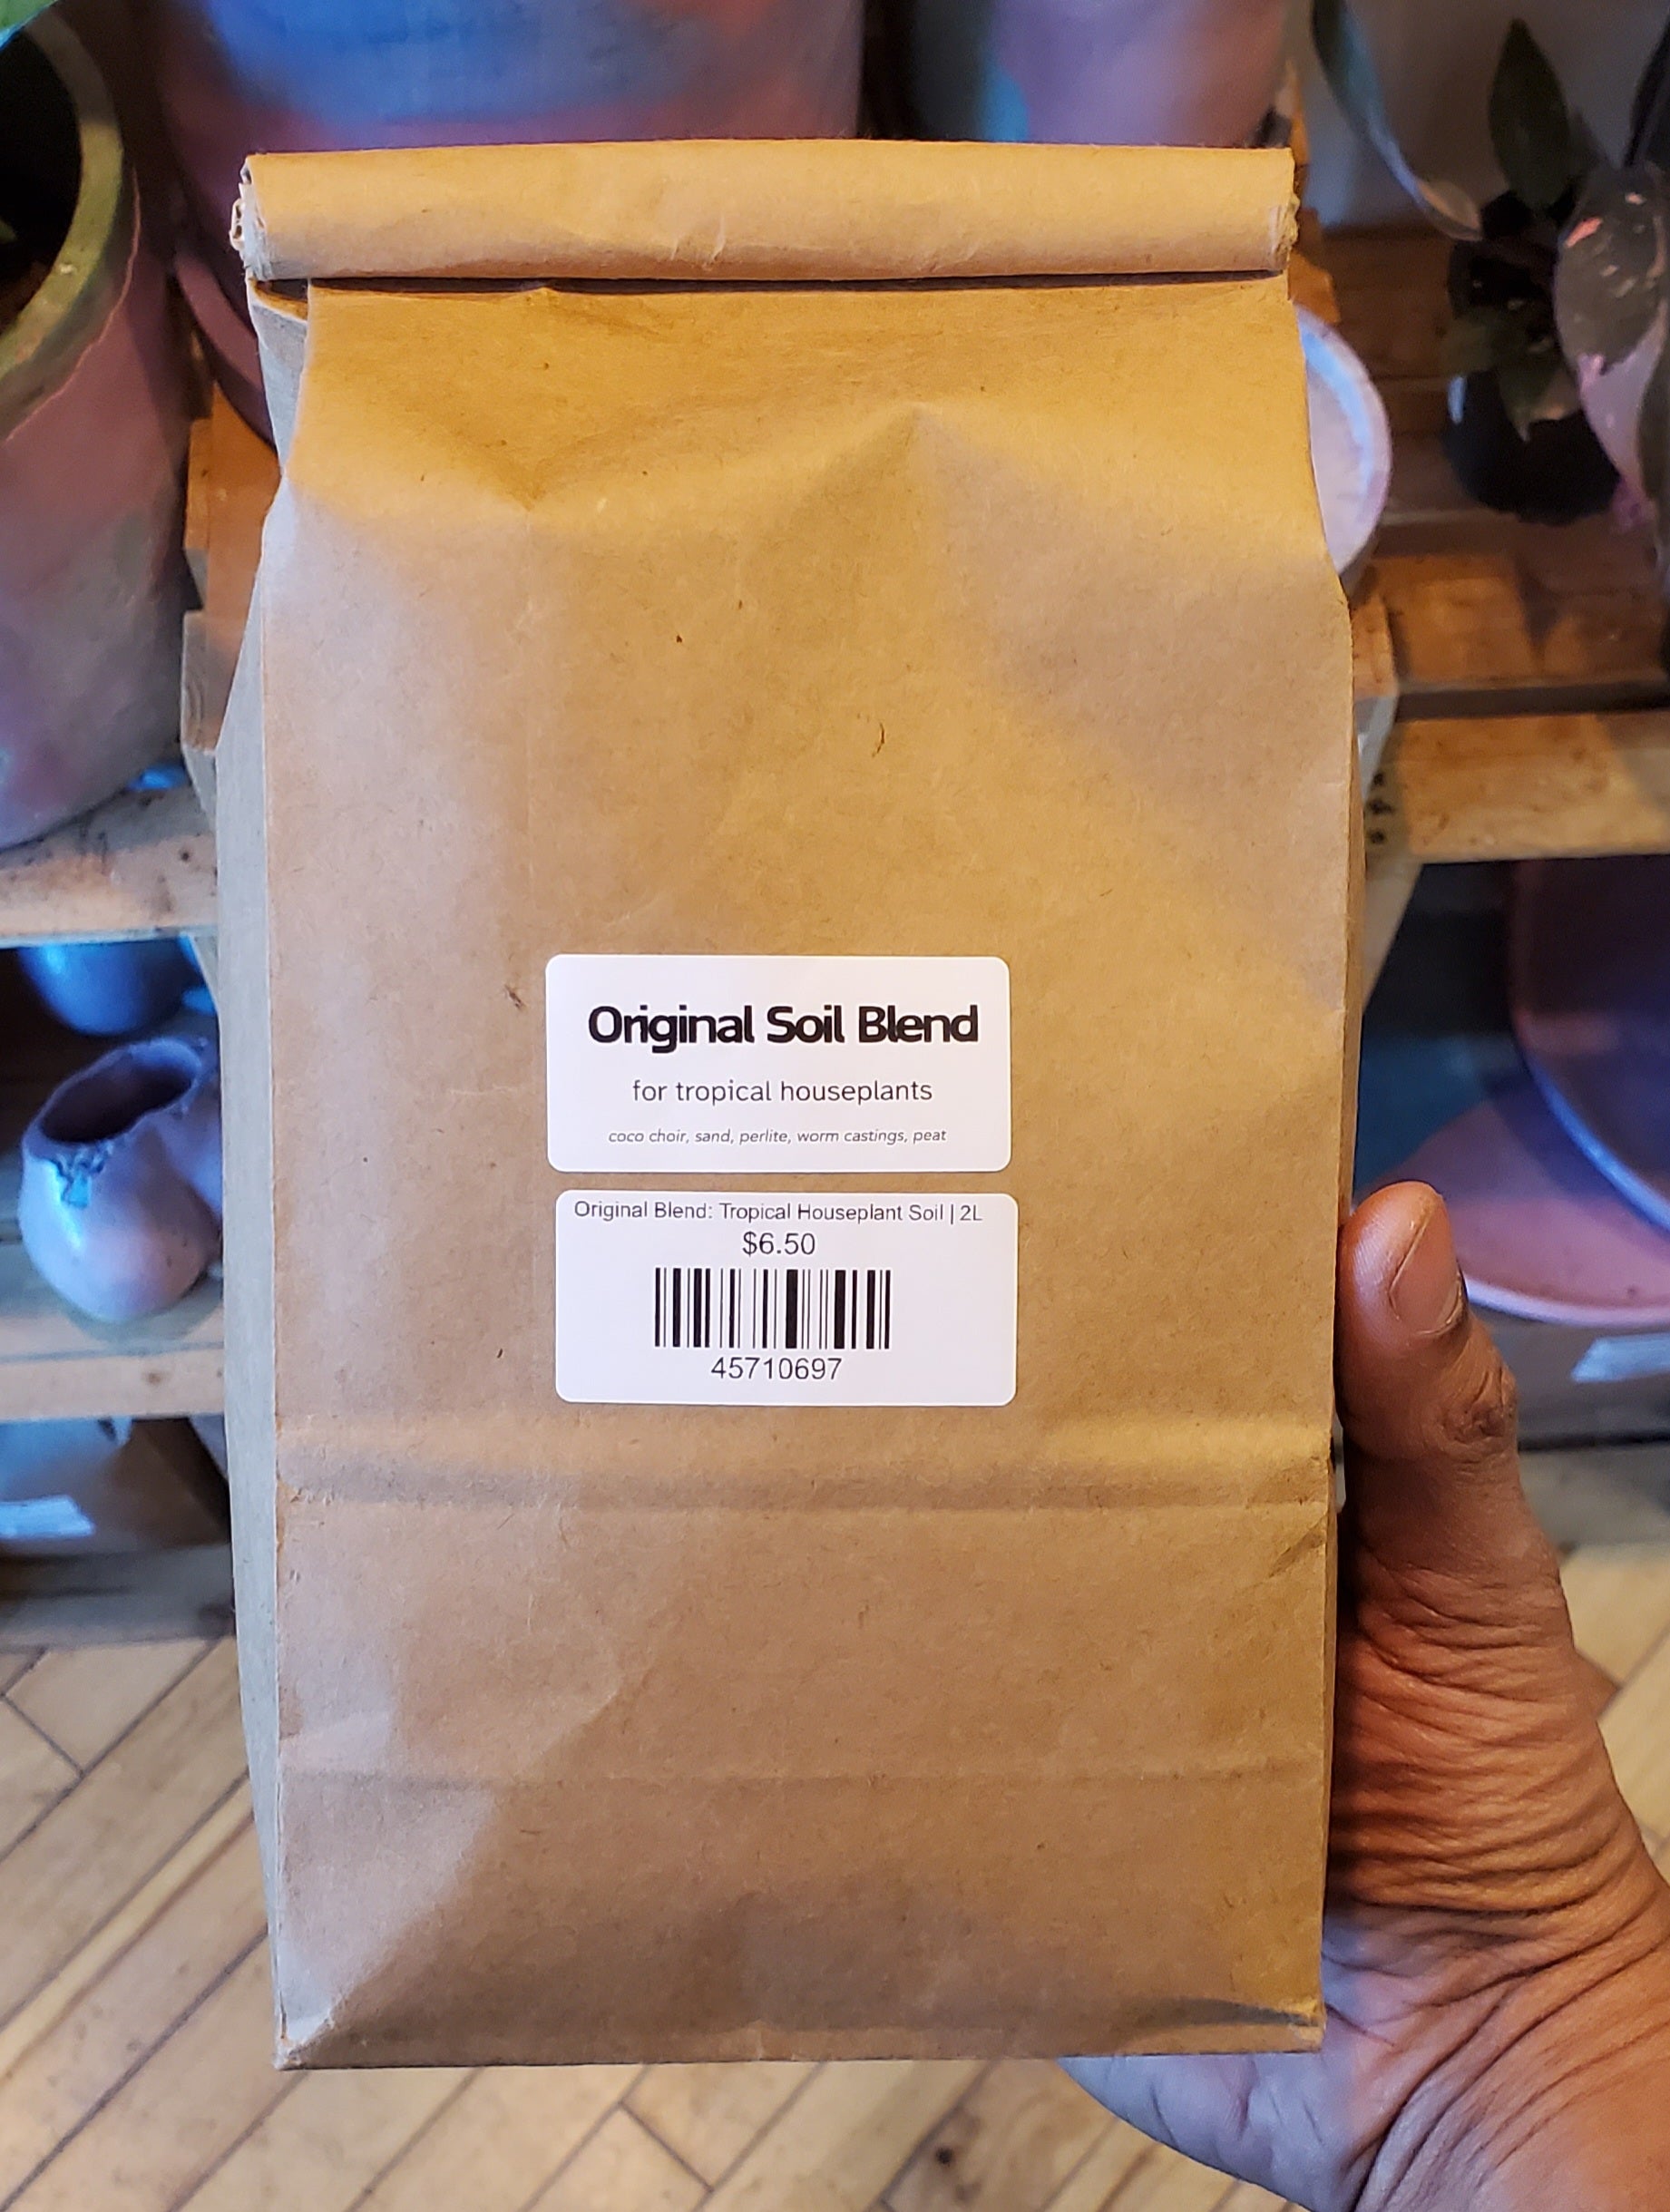 Original Soil Blend
for tropical houseplants
coco choir, sand, perlite, worm castings, peat
Original Blend: Tropical Houseplant Soil | 2L
$6.50
45710697